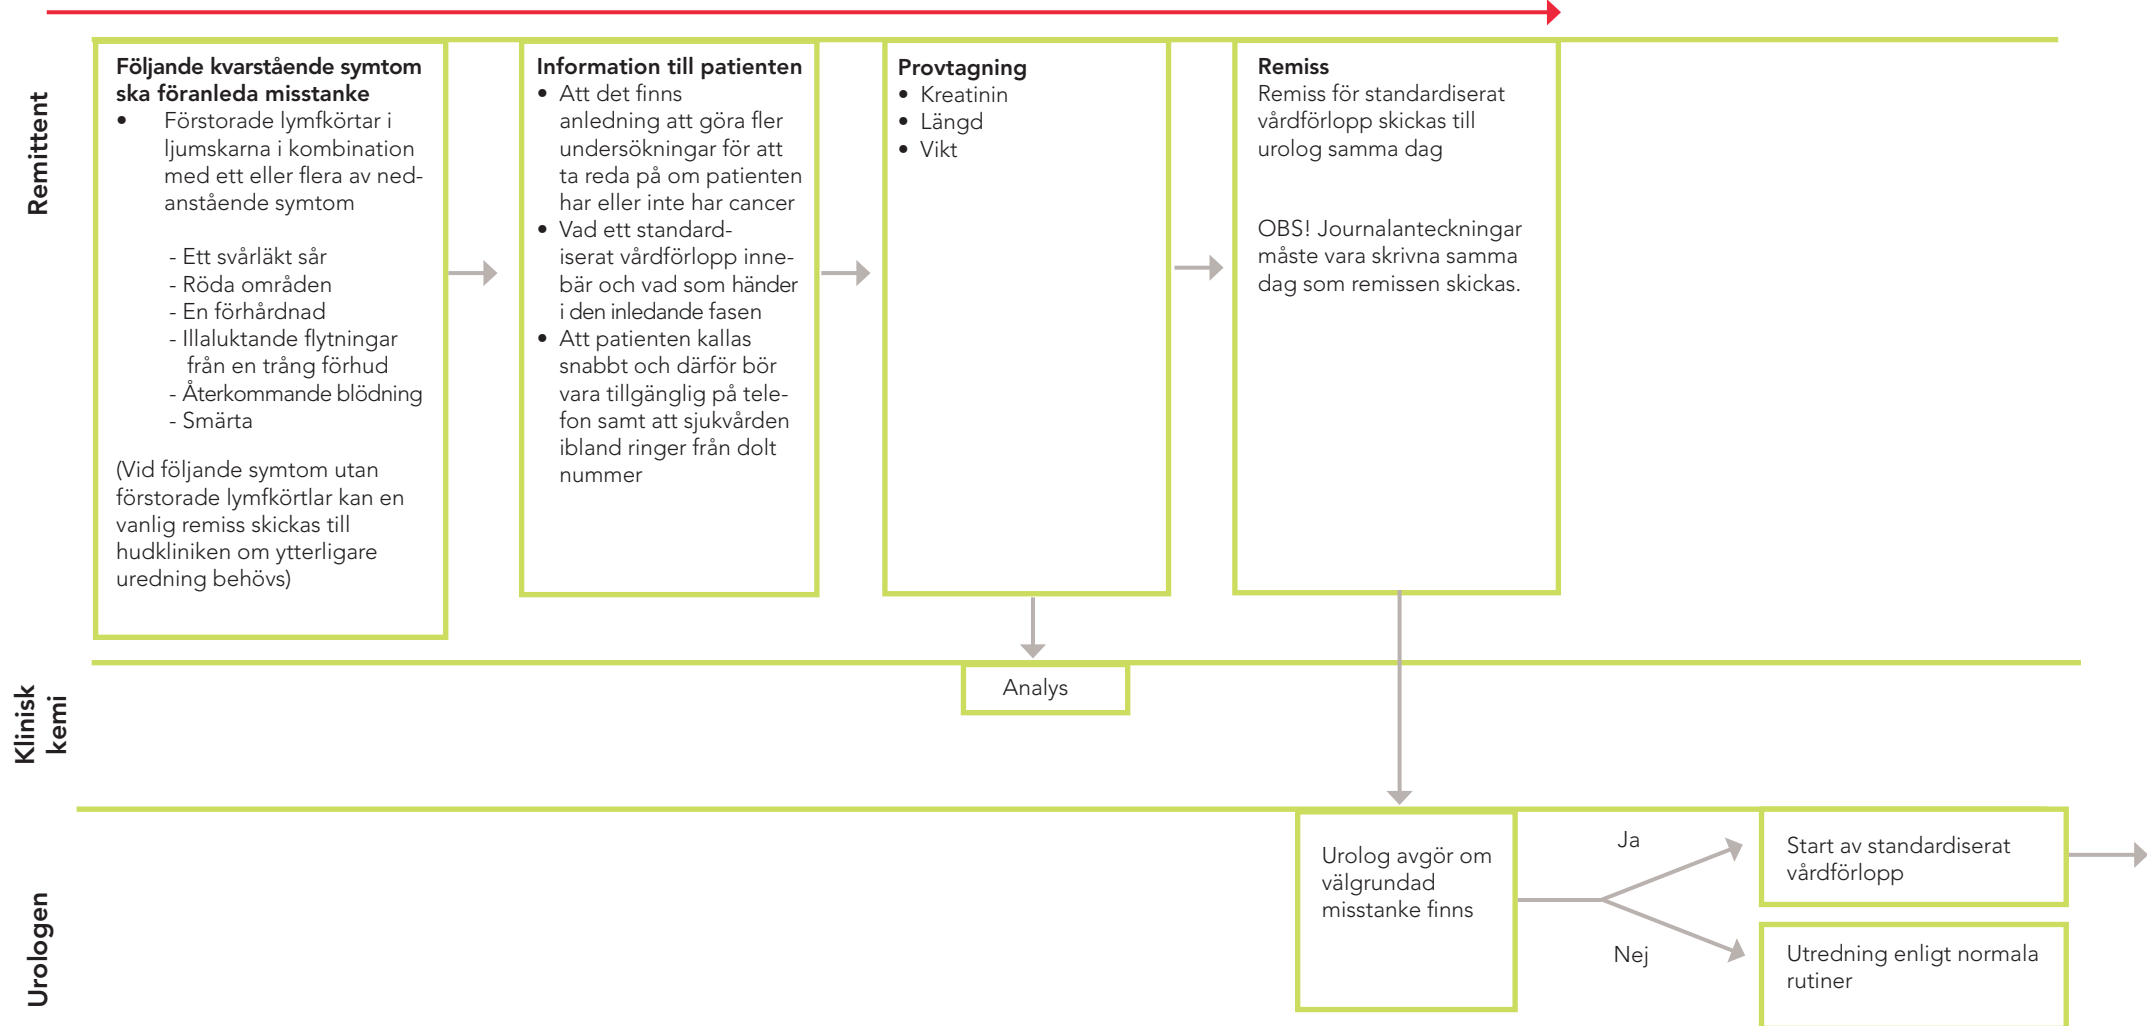 Remittent
Följande kvarstående symtom
ska föranleda misstanke
• Förstorade lymfkörtar i
ljumskarna i kombination
med ett eller flera av ned-
anstående symtom
- Ett svårläkt sår
- Röda områden
- En förhårdnad
- Illaluktande flytningar
från en trång förhud
- Återkommande blödning
- Smärta
(Vid följande symtom utan
förstorade lymfkörtlar kan en
vanlig remiss skickas till
hudkliniken om ytterligare
uredning behövs)
Information till patienten
• Att det finns
anledning att göra fler
undersökningar för att
ta reda på om patienten
har eller inte har cancer
• Vad ett standard-
iserat vårdförlopp inne-
bär och vad som händer
i den inledande fasen
• Att patienten kallas
snabbt och därför bör
vara tillgänglig på tele-
fon samt att sjukvården
ibland ringer från dolt
nummer
Provtagning
• Kreatinin
• Längd
• Vikt
Remiss
Remiss för standardiserat
vårdförlopp skickas till
urolog samma dag
OBS! Journalanteckningar
måste vara skrivna samma
dag som remissen skickas.
Klinisk
kemi
Analys
Urologen
Urolog avgör om
välgrundad
misstanke finns
Ja
Start av standardiserat
vårdförlopp
Nej
Utredning enligt normala
rutiner